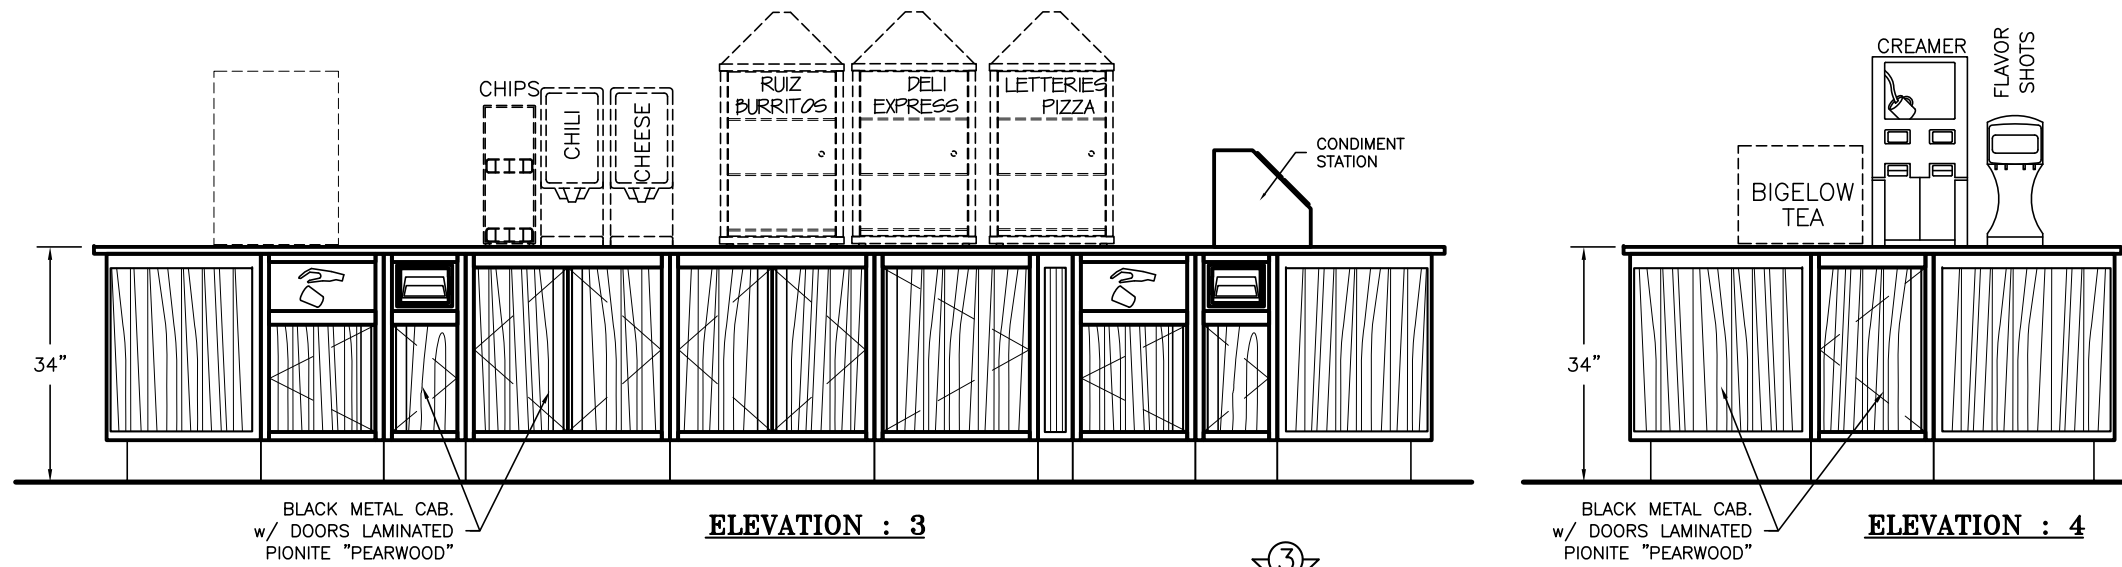 CHIPS
CHILI
CHEESE
RUIZ
BURRITOS
DELI
EXPRESS
LETTERIES
PIZZA
CONDIMENT
STATION
34"
BLACK METAL CAB.
w/ DOORS LAMINATED
PIONITE "PEARWOOD"
ELEVATION : 3
3
CREAMER
FLAVOR
SHOTS
BIGELOW
TEA
34"
BLACK METAL CAB.
w/ DOORS LAMINATED
PIONITE "PEARWOOD"
ELEVATION : 4